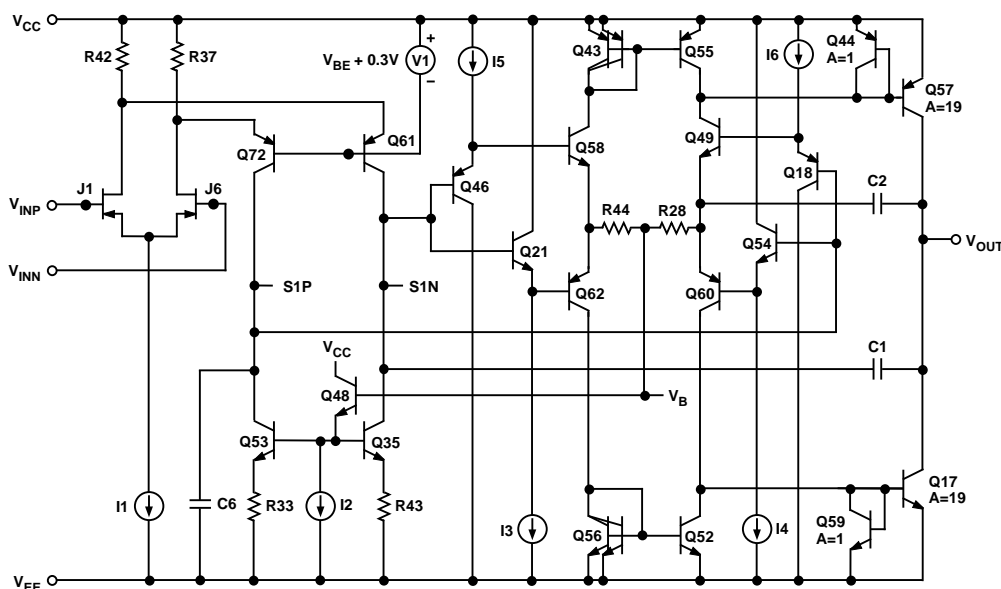 VCC
R42
R37
+
VBE + 0.3V
V1
–
I5
Q43
Q55
I6
Q44
A=1
Q57
A=19
Q72
Q61
Q58
Q49
Q46
Q18
J1
J6
VINP
R44
R28
C2
Q21
Q54
VOUT
VINN
S1P
S1N
Q62
Q60
VCC
C1
Q48
VB
Q53
Q35
Q17
A=19
I1
C6
R33
I2
R43
I3
Q56
Q52
I4
Q59
A=1
VEE